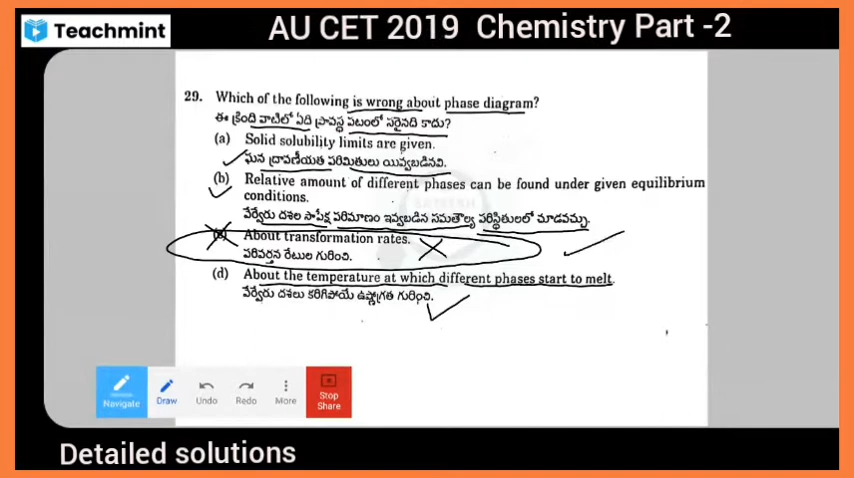 Teachmint
AU CET 2019 Chemistry Part -2
29. Which of the following is wrong about phase diagram?
ఈ క్రింది వాటిలో ఏది ప్రావస్థ పటంలో సరైనది కాదు?
(a) Solid solubility limits are given.
ఘన ద్రావణీయత పరిమితులు యివ్వబడినవి.
(b) Relative amount of different phases can be found under given equilibrium
conditions.
వేర్వేరు దశల సాపేక్ష పరిమాణం ఇవ్వబడిన సమతౌల్య పరిస్థితులలో చూడవచ్చు.
About transformation rates.
పరివర్తన రేటుల గురించి.
(d) About the temperature at which different phases start to melt.
వేర్వేరు దశలు కరిగిపోయే ఉష్ణోగ్రత గురించి.
Navigate Draw Undo Redo More Stop
Share
Detailed solutions